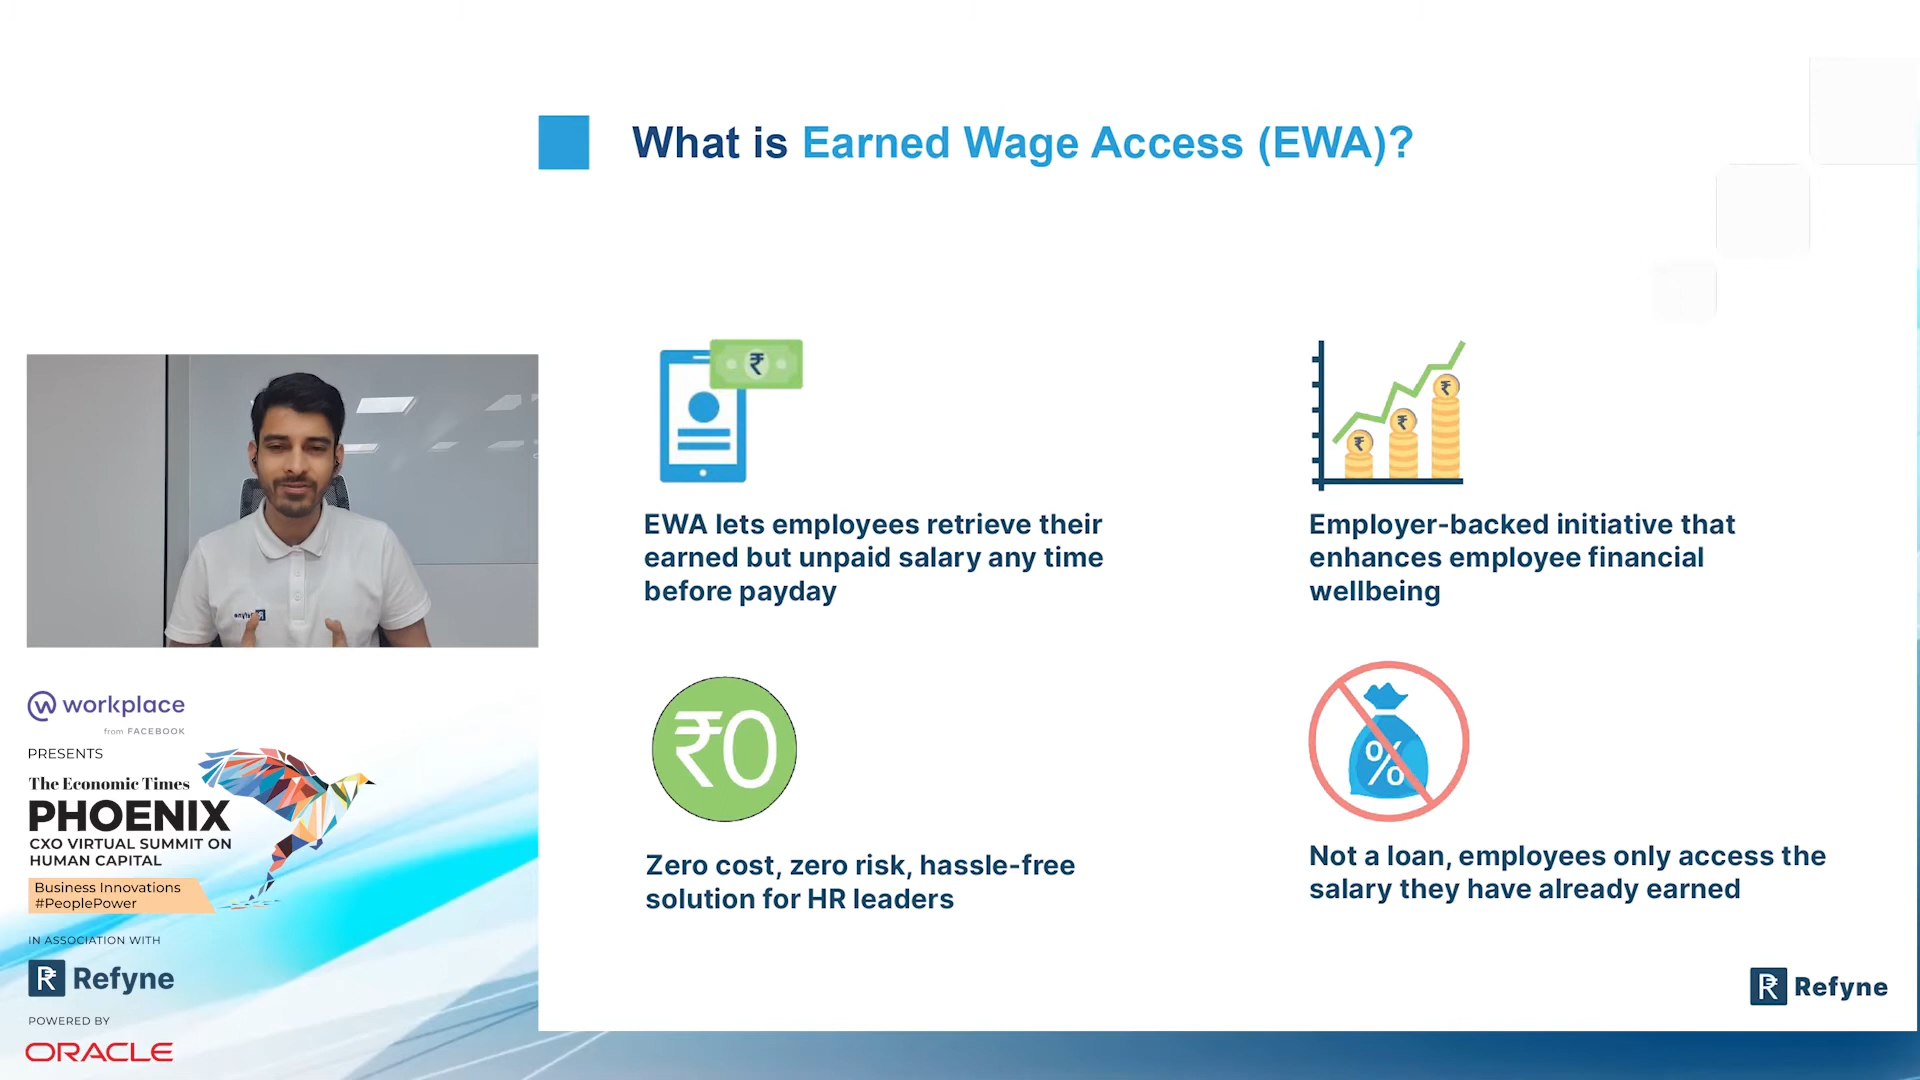 What is Earned Wage Access (EWA)?
₹
₹
₹
₹
EWA lets employees retrieve their
earned but unpaid salary any time
before payday
Employer-backed initiative that
enhances employee financial
wellbeing
₹0
%
Zero cost, zero risk, hassle-free
solution for HR leaders
Not a loan, employees only access the
salary they have already earned
Refyne
Refyne
workplace
from FACEBOOK
PRESENTS
The Economic Times
PHOENIX
CXO VIRTUAL SUMMIT ON
HUMAN CAPITAL
Business Innovations
#PeoplePower
IN ASSOCIATION WITH
Refyne
POWERED BY
ORACLE